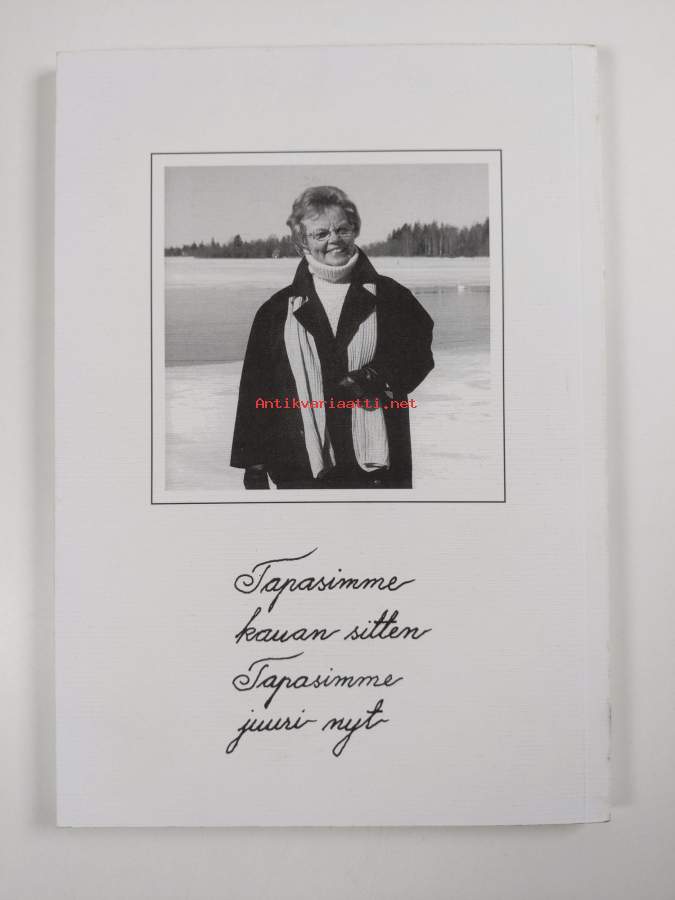 Antikvariaatti.net
Tapasimme
kauan sitten
Tapasimme
juuri nyt